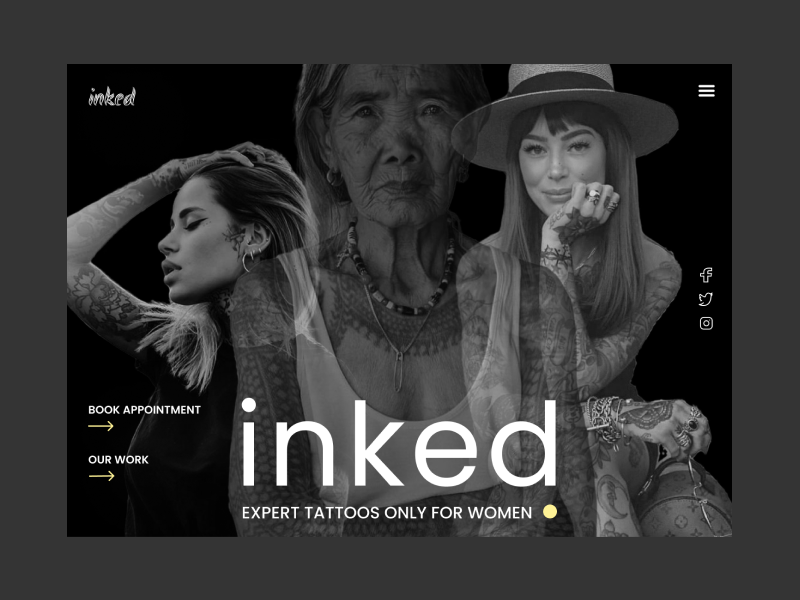 inked
BOOK APPOINTMENT
OUR WORK
inked
EXPERT TATTOOS ONLY FOR WOMEN